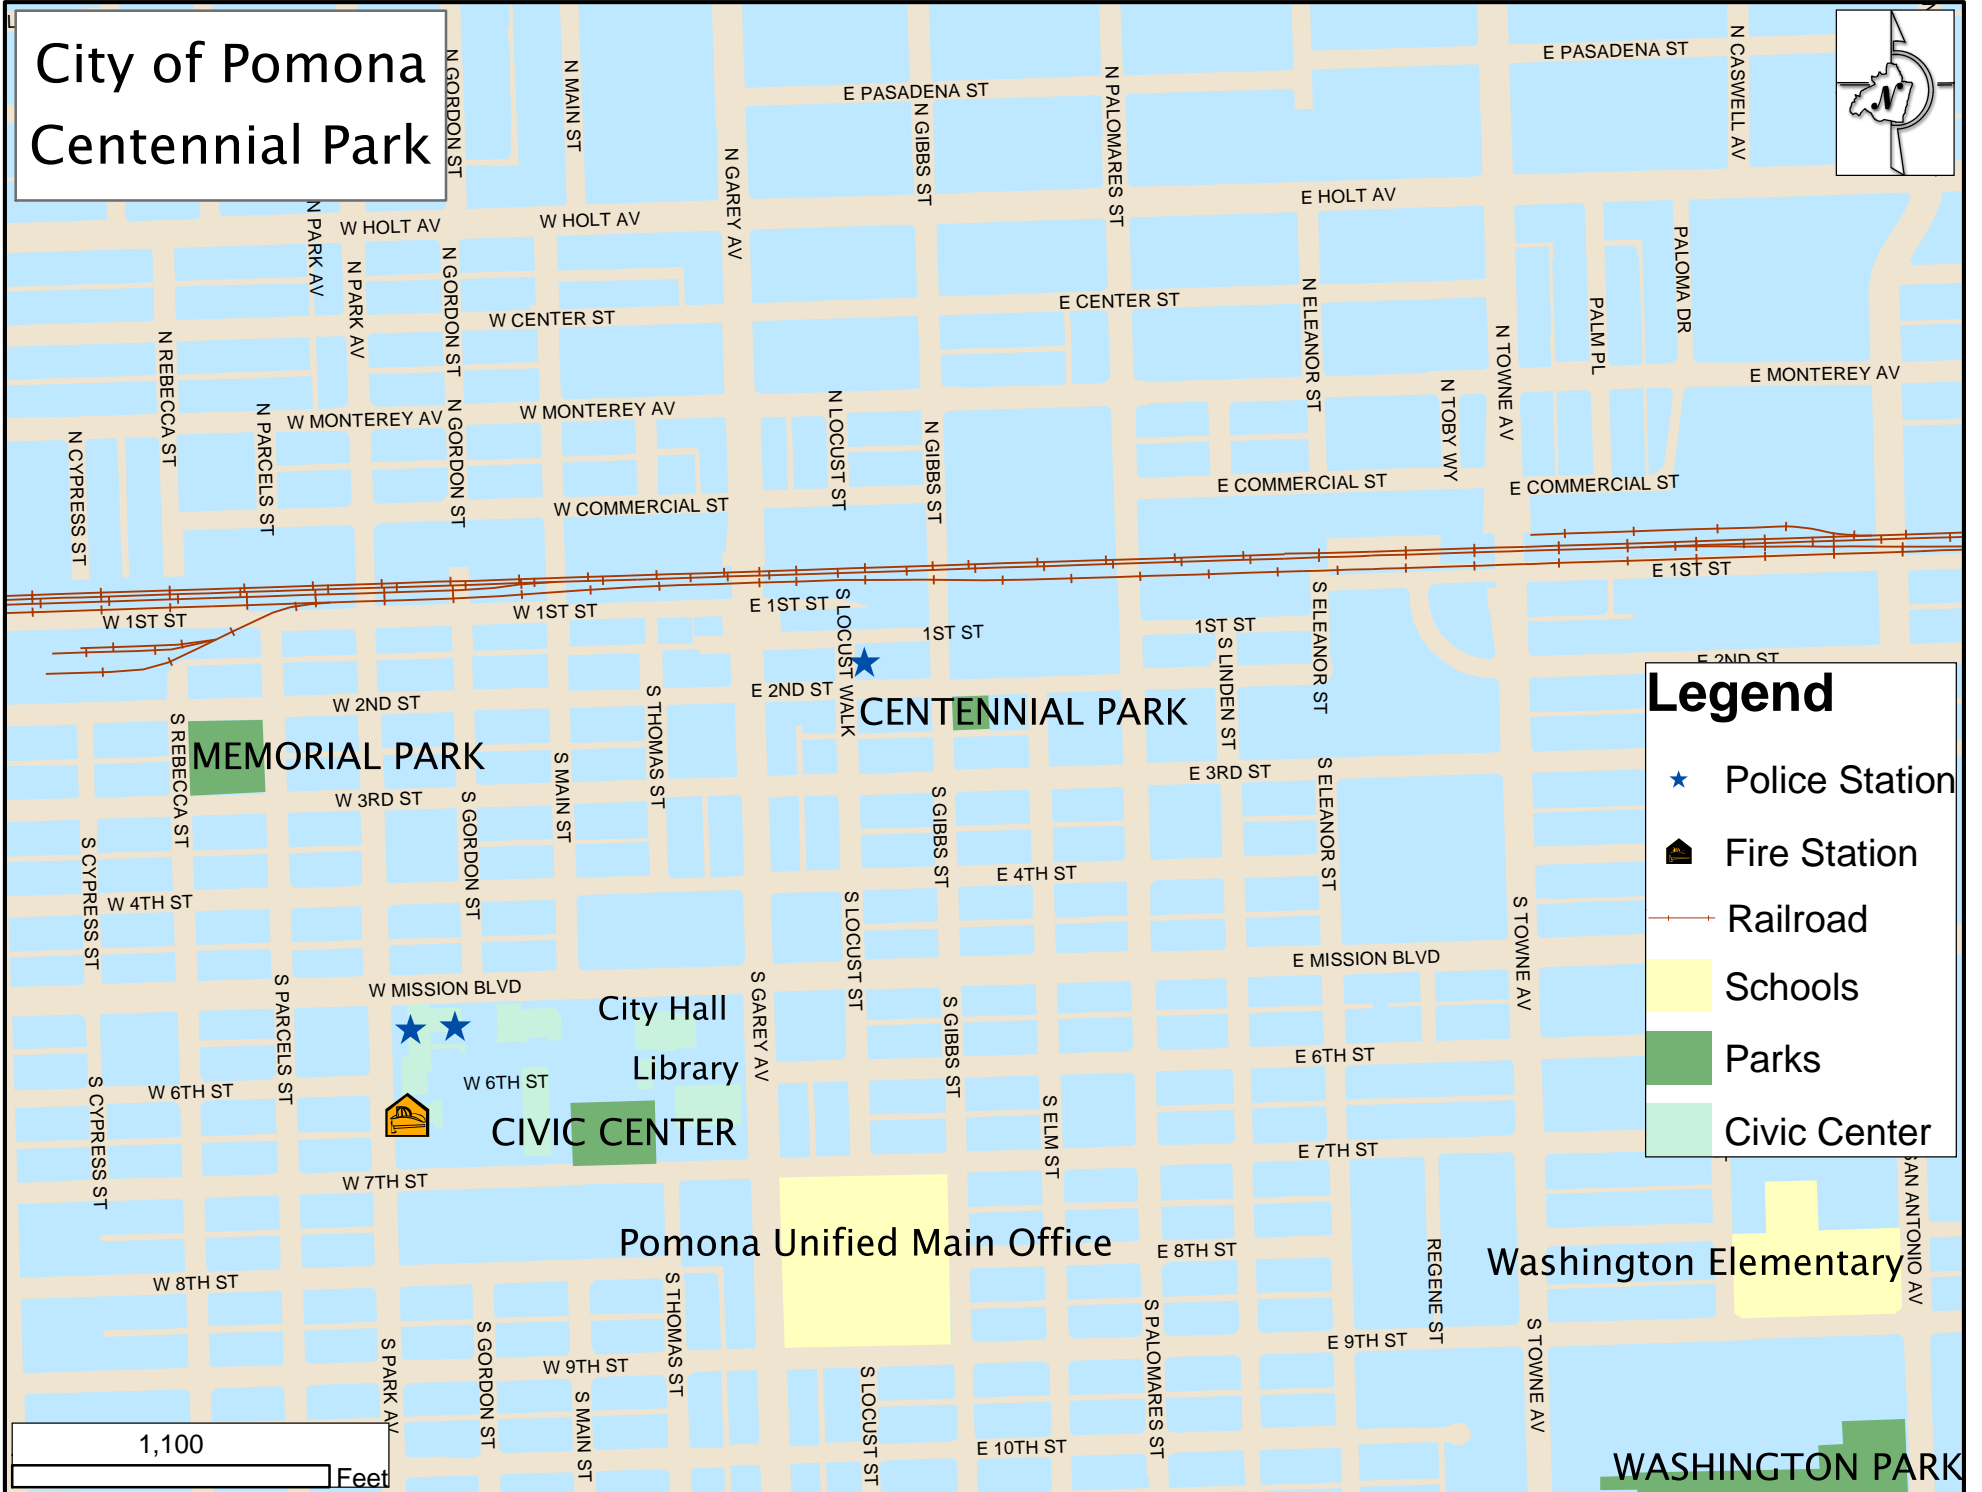 City of Pomona
Centennial Park
N GORDON ST
N MAIN ST
N GAREY AV
E PASADENA ST
N GIBBS ST
N PALOMARES ST
E PASADENA ST
N CASWELL AV
N
N PARK AV
W HOLT AV
W HOLT AV
E HOLT AV
N PARK AV
N GORDON ST
W CENTER ST
E CENTER ST
N ELEANOR ST
PALM PL
PALOMA DR
N REBECCA ST
N TOWNE AV
N TOBY WY
E MONTEREY AV
N CYPRESS ST
N PARCELS ST
W MONTEREY AV
N GORDON ST
W MONTEREY AV
N LOCUST ST
N GIBBS ST
W COMMERCIAL ST
E COMMERCIAL ST
E COMMERCIAL ST
E 1ST ST
W 1ST ST
W 1ST ST
E 1ST ST
S LOCUST WALK
1ST ST
1ST ST
S LINDEN ST
S ELEANOR ST
E 2ND ST
W 2ND ST
E 2ND ST
S THOMAS ST
CENTENNIAL PARK
S REBECCA ST
MEMORIAL PARK
W 3RD ST
E 3RD ST
S MAIN ST
S GORDON ST
S GIBBS ST
S ELEANOR ST
S CYPRESS ST
W 4TH ST
E 4TH ST
S LOCUST ST
S TOWNE AV
E MISSION BLVD
W MISSION BLVD
S PARCELS ST
City Hall
S GAREY AV
S GIBBS ST
Library
E 6TH ST
W 6TH ST
W 6TH ST
S CYPRESS ST
CIVIC CENTER
S ELM ST
E 7TH ST
W 7TH ST
Legend
Police Station
Fire Station
Railroad
Schools
Parks
Civic Center
SAN ANTONIO AV
Pomona Unified Main Office
E 8TH ST
Washington Elementary
W 8TH ST
S THOMAS ST
REGENE ST
S PALOMARES ST
E 9TH ST
S TOWNE AV
S PARK AV
S GORDON ST
W 9TH ST
S MAIN ST
S LOCUST ST
E 10TH ST
WASHINGTON PARK
1,100
Feet